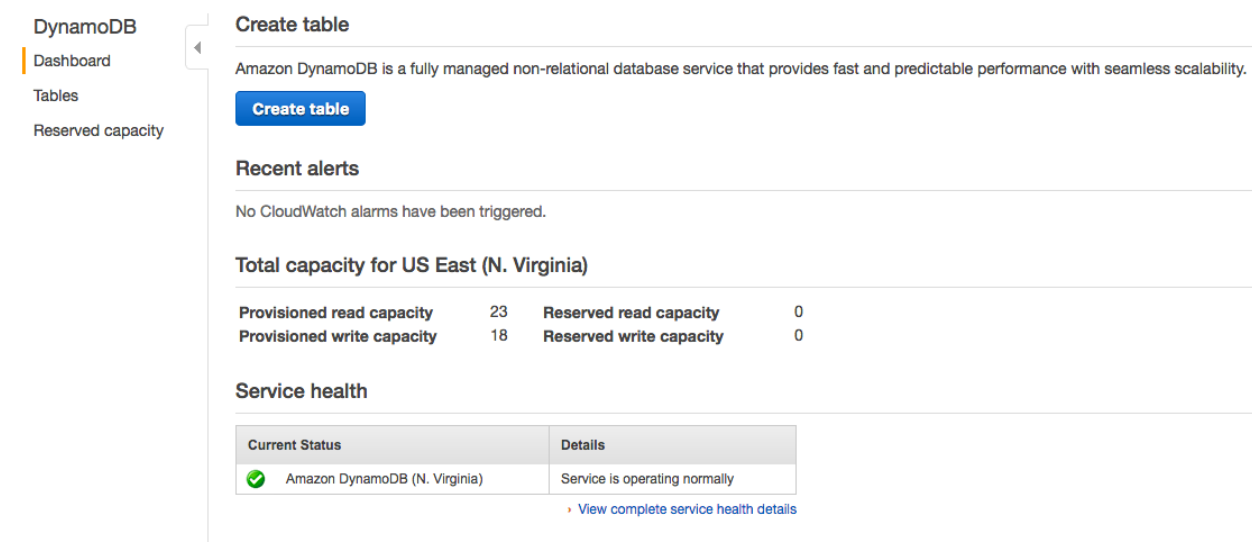 DynamoDB
Dashboard
Tables
Reserved capacity
Create table
Amazon DynamoDB is a fully managed non-relational database service that provides fast and predictable performance with seamless scalability.
Create table
Recent alerts
No CloudWatch alarms have been triggered.
Total capacity for US East (N. Virginia)
Provisioned read capacity 23 Reserved read capacity 0
Provisioned write capacity 18 Reserved write capacity 0
Service health
Current Status Details
Amazon DynamoDB (N. Virginia) Service is operating normally
View complete service health details